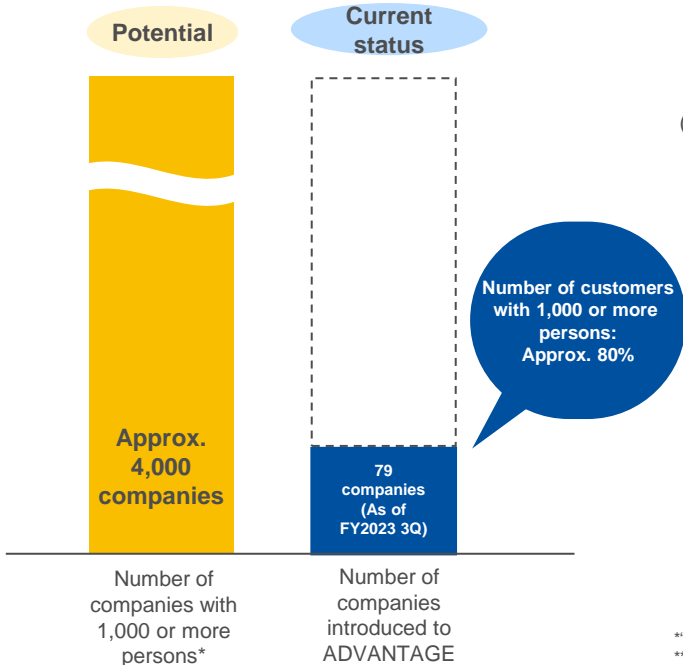 Potential
Current
status
Number of customers
with 1,000 or more
persons:
Approx. 80%
Approx.
4,000
companies
79
companies
(As of
FY2023 3Q)
Number of
companies with
1,000 or more
persons*
Number of
companies
introduced to
ADVANTAGE
(
*
**